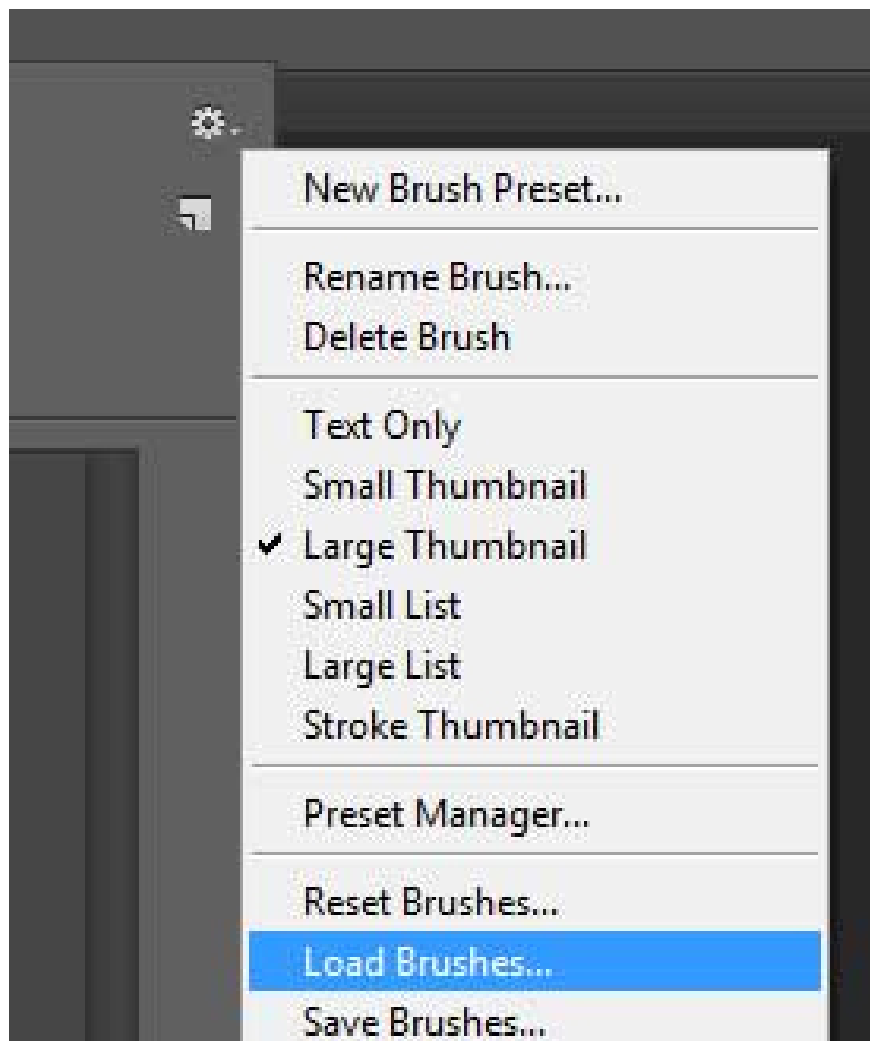 New Brush Preset...
Rename Brush...
Delete Brush
Text Only
Small Thumbnail
Large Thumbnail
Small List
Large List
Stroke Thumbnail
Preset Manager...
Reset Brushes...
Load Brushes...
Save Brushes...